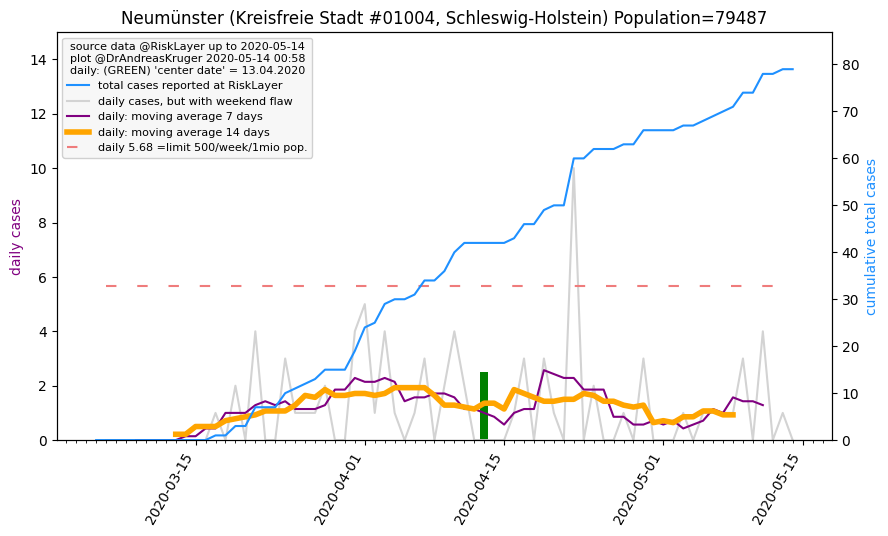 Neumünster (Kreisfreie Stadt #01004, Schleswig-Holstein) Population=79487
source data @RiskLayer up to 2020-05-14
plot @DrAndreasKruger 2020-05-14 00:58
daily: (GREEN) 'center date' = 13.04.2020
total cases reported at RiskLayer
daily cases, but with weekend flaw
daily: moving average 7 days
daily: moving average 14 days
daily 5.68 =limit 500/week/1mio pop.
daily cases
14
12
10
8
6
4
2
0
cumulative total cases
80
70
60
50
40
30
20
10
0
2020-03-15
2020-04-01
2020-04-15
2020-05-01
2020-05-15